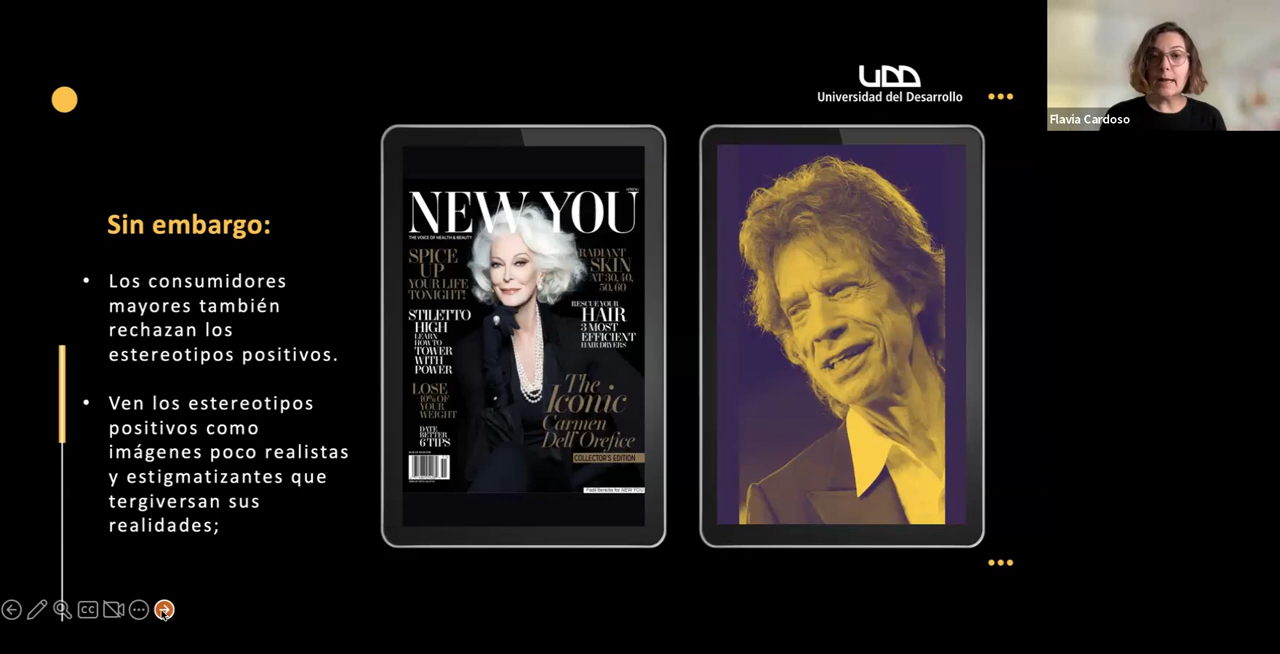 UDD
Universidad del Desarrollo
Flavia Cardoso
Sin embargo:
• Los consumidores
mayores también
rechazan los
estereotipos positivos.
• Ven los estereotipos
positivos como
imágenes poco realistas
y estigmatizantes que
tergiversan sus
realidades;
NEW YOU
THE VOICE OF HEALTH & BEAUTY
SPICE
UP
YOUR LIFE
TONIGHT!
STILETTO
HIGH
LEARN
HOW TO
TOWER
WITH
POWER
LOSE
10% OF
YOUR
WEIGHT
DATE
BETTER
6 TIPS
RADIANT
SKIN
AT 30, 40,
50, 60
RESCUE YOUR
HAIR
3 MOST
EFFICIENT
HAIR DRYERS
The
Iconic
Carmen
Dell'Orefice
COLLECTOR'S EDITION
CC